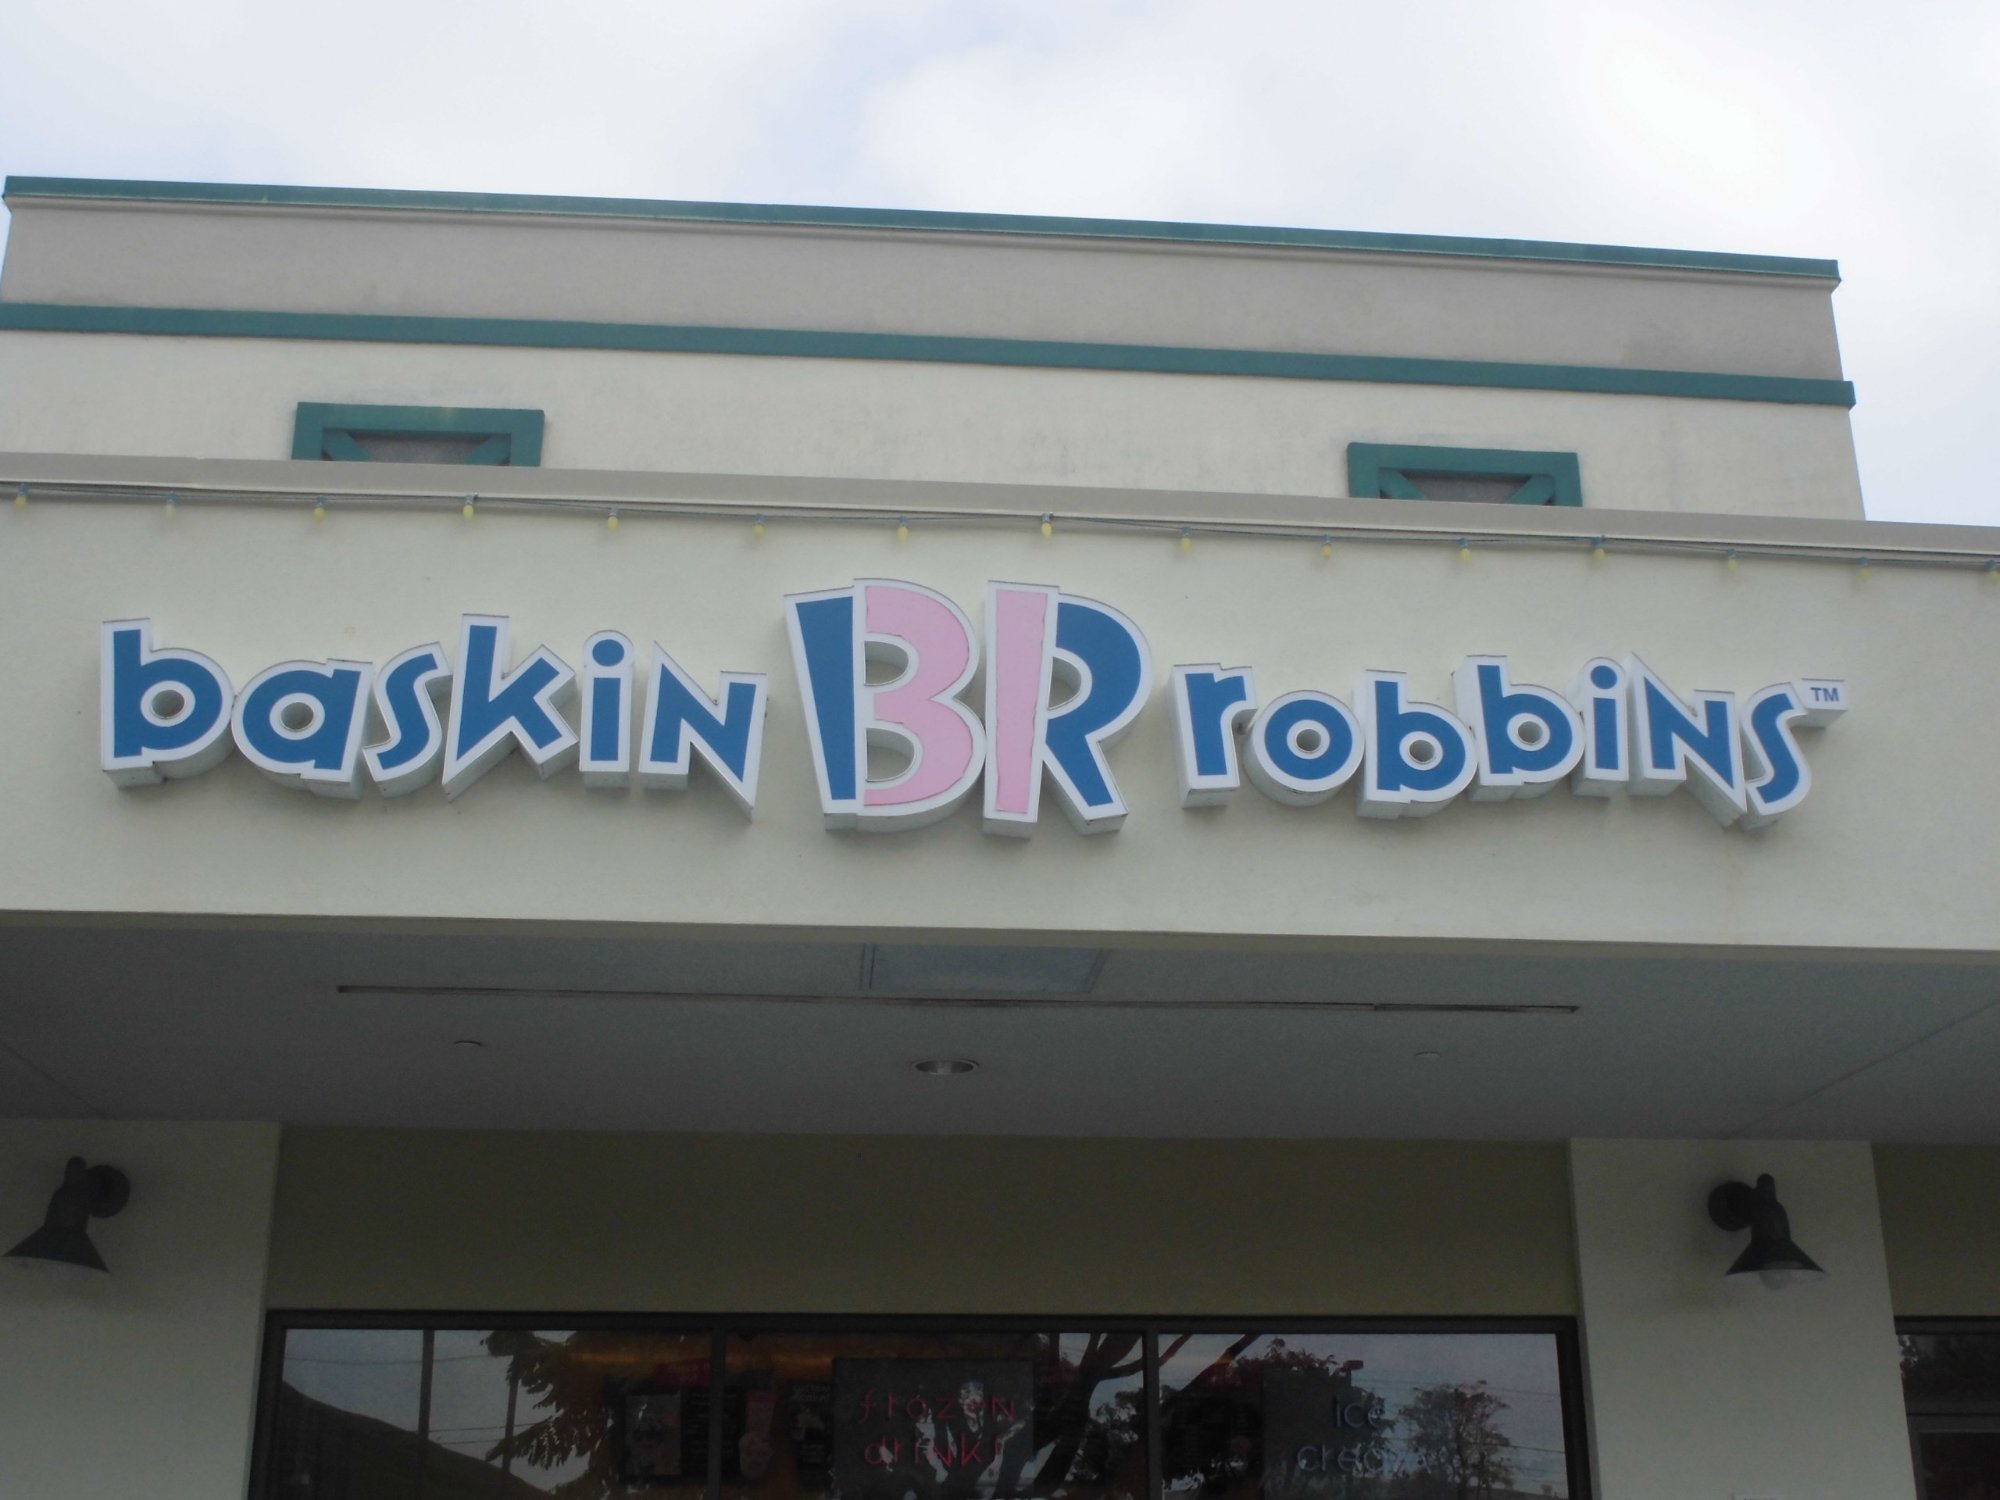 baskin BR robbins™
frozen ice
drinks cream